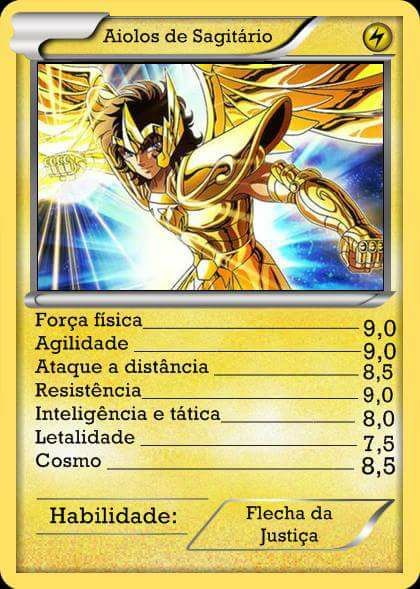 Aiolos de Sagitário
Força física 9,0
Agilidade 9,0
Ataque a distância 8,5
Resistência 9,0
Inteligência e tática 8,0
Letalidade 7,5
Cosmo 8,5
Habilidade:
Flecha da
Justiça